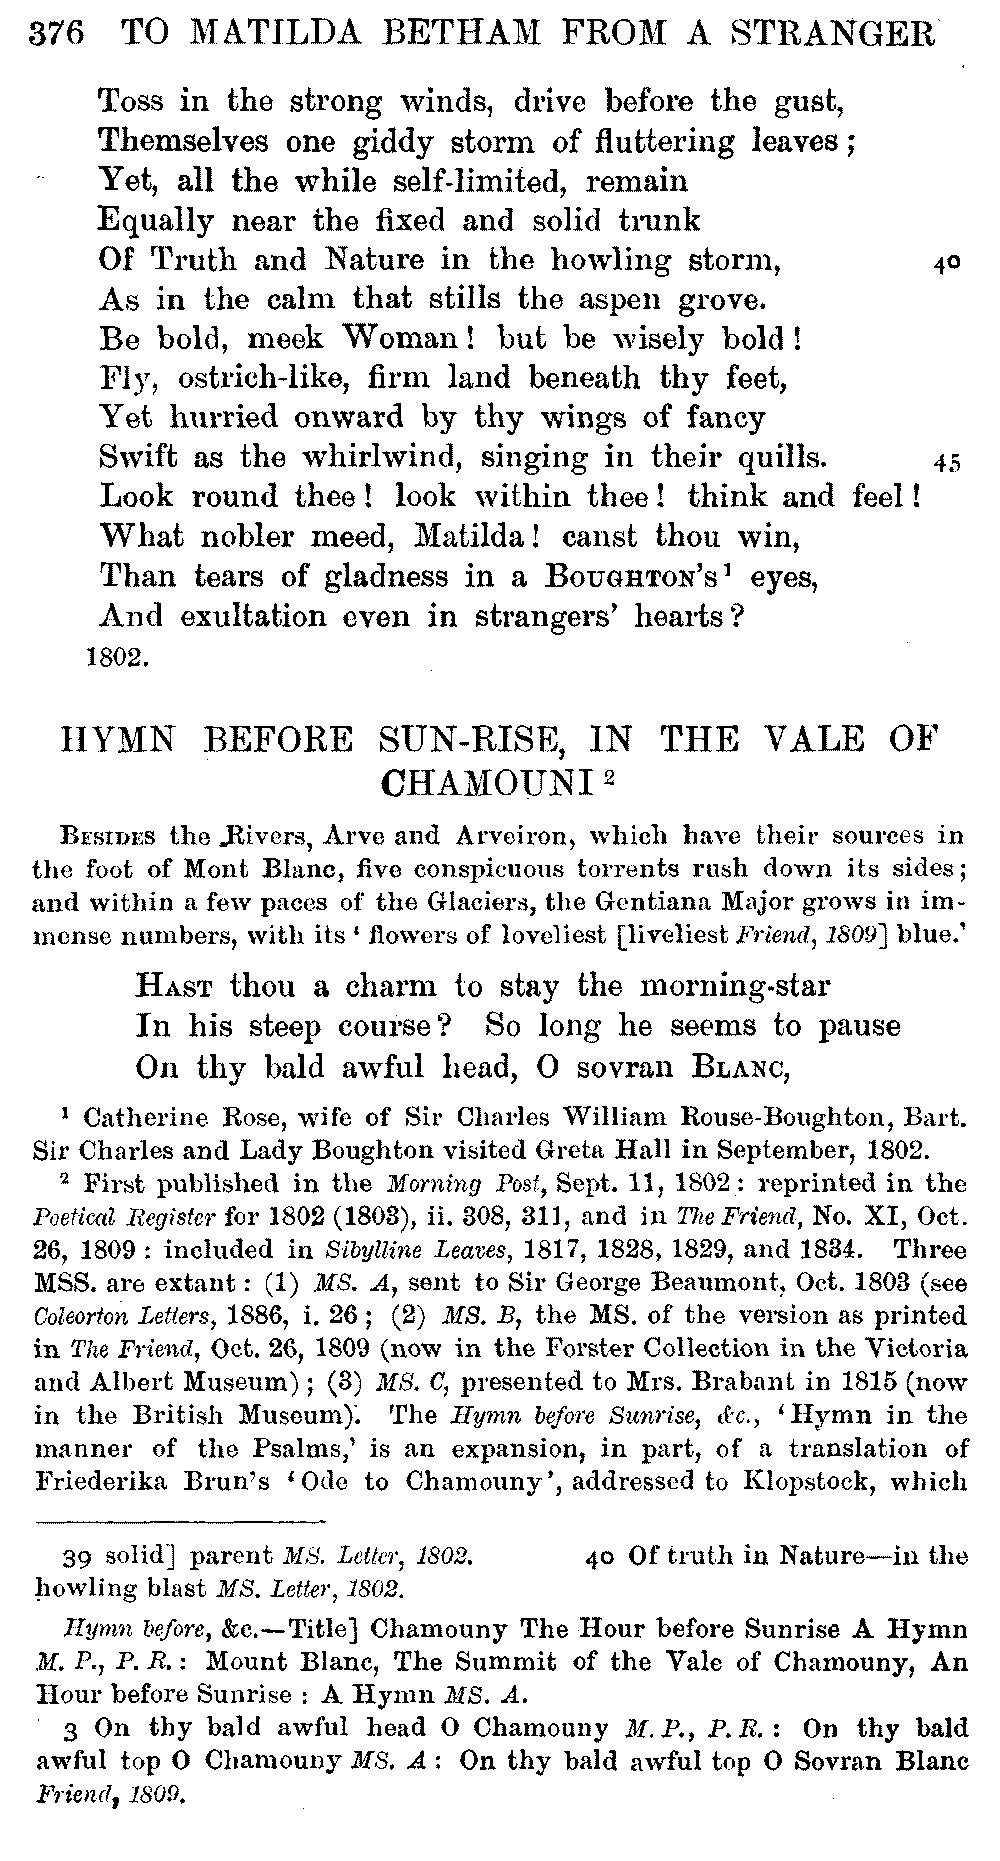 376 TO MATILDA BETHAM FROM A STRANGER
Toss in the strong winds, drive before the gust,
Themselves one giddy storm of fluttering leaves;
Yet, all the while self-limited, remain
Equally near the fixed and solid trunk
Of Truth and Nature in the howling storm, 40
As in the calm that stills the aspen grove.
Be bold, meek Woman! but be wisely bold!
Fly, ostrich-like, firm land beneath thy feet,
Yet hurried onward by thy wings of fancy
Swift as the whirlwind, singing in their quills. 45
Look round thee! look within thee! think and feel!
What nobler meed, Matilda! canst thou win,
Than tears of gladness in a BOUGHTON'S¹ eyes,
And exultation even in strangers' hearts?
1802.
HYMN BEFORE SUN-RISE, IN THE VALE OF
CHAMOUNI²
BESIDES the Rivers, Arve and Arveiron, which have their sources in
the foot of Mont Blanc, five conspicuous torrents rush down its sides;
and within a few paces of the Glaciers, the Gentiana Major grows in im-
mense numbers, with its 'flowers of loveliest [liveliest Friend, 1809] blue.'
HAST thou a charm to stay the morning-star
In his steep course? So long he seems to pause
On thy bald awful head, O sovran BLANC,
¹ Catherine Rose, wife of Sir Charles William Rouse-Boughton, Bart.
Sir Charles and Lady Boughton visited Greta Hall in September, 1802.
² First published in the Morning Post, Sept. 11, 1802: reprinted in the
Poetical Register for 1802 (1803), ii. 308, 311, and in The Friend, No. XI, Oct.
26, 1809: included in Sibylline Leaves, 1817, 1828, 1829, and 1834. Three
MSS. are extant: (1) MS. A, sent to Sir George Beaumont, Oct. 1803 (see
Coleorton Letters, 1886, i. 26; (2) MS. B, the MS. of the version as printed
in The Friend, Oct. 26, 1809 (now in the Forster Collection in the Victoria
and Albert Museum); (3) MS. C, presented to Mrs. Brabant in 1815 (now
in the British Museum). The Hymn before Sunrise, &c., 'Hymn in the
manner of the Psalms,' is an expansion, in part, of a translation of
Friederika Brun's 'Ode to Chamouny', addressed to Klopstock, which
39 solid] parent MS. Letter, 1802. 40 Of truth in Nature—in the
howling blast MS. Letter, 1802.
Hymn before, &c.—Title] Chamouny The Hour before Sunrise A Hymn
M. P., P. R.: Mount Blanc, The Summit of the Vale of Chamouny, An
Hour before Sunrise: A Hymn MS. A.
3 On thy bald awful head O Chamouny M. P., P. R.: On thy bald
awful top O Chamouny MS. A: On thy bald awful top O Sovran Blanc
Friend, 1809.